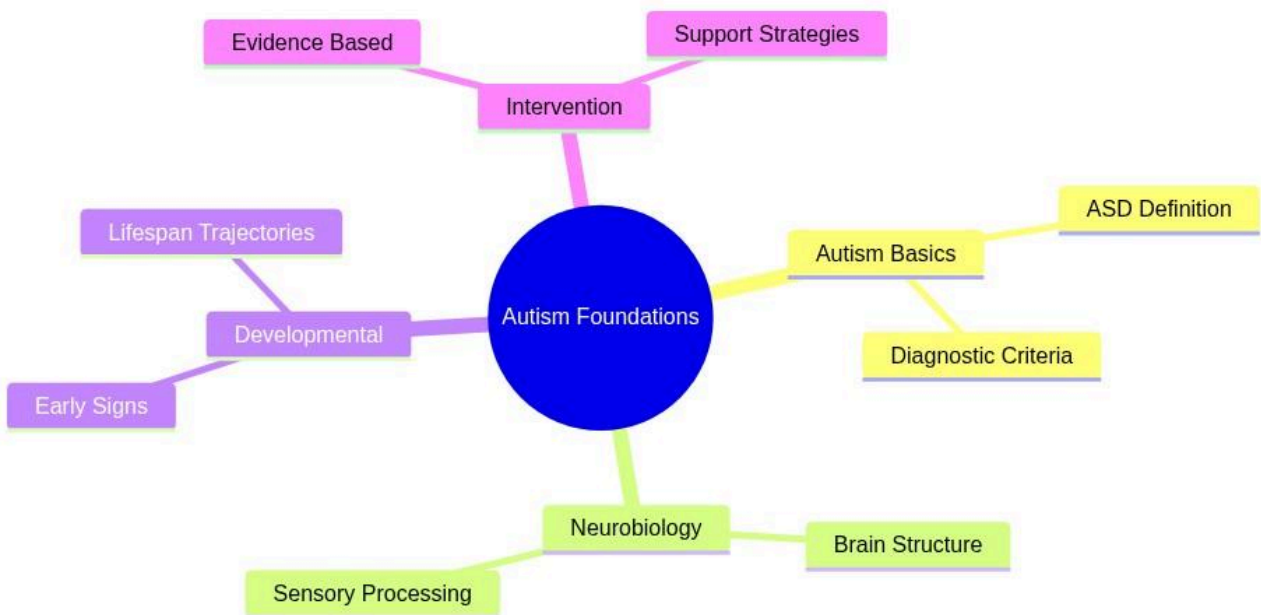 Support Strategies
Evidence Based
Intervention
ASD Definition
Lifespan Trajectories
Autism Basics
Autism Foundations
Developmental
Diagnostic Criteria
Early Signs
Neurobiology
Brain Structure
Sensory Processing